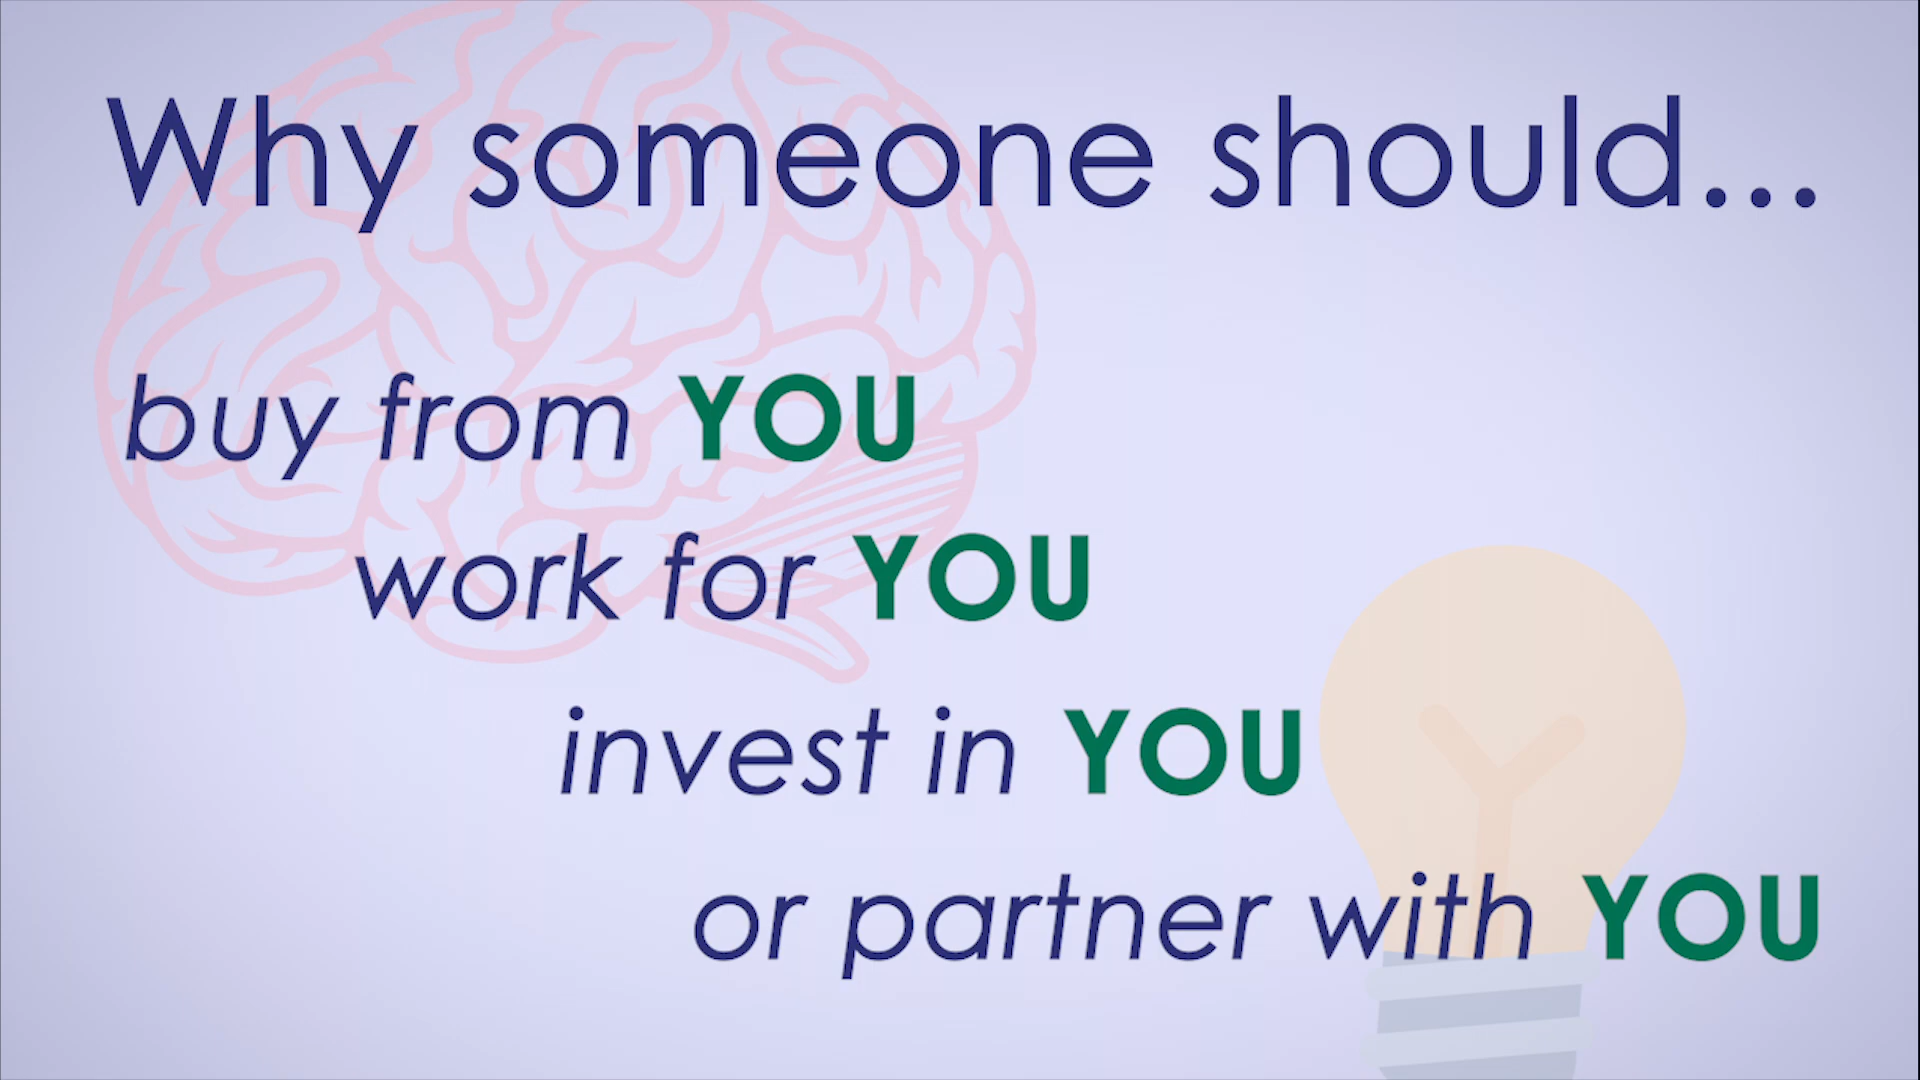 Why someone should...
buy from YOU
work for YOU
invest in YOU
or partner with YOU